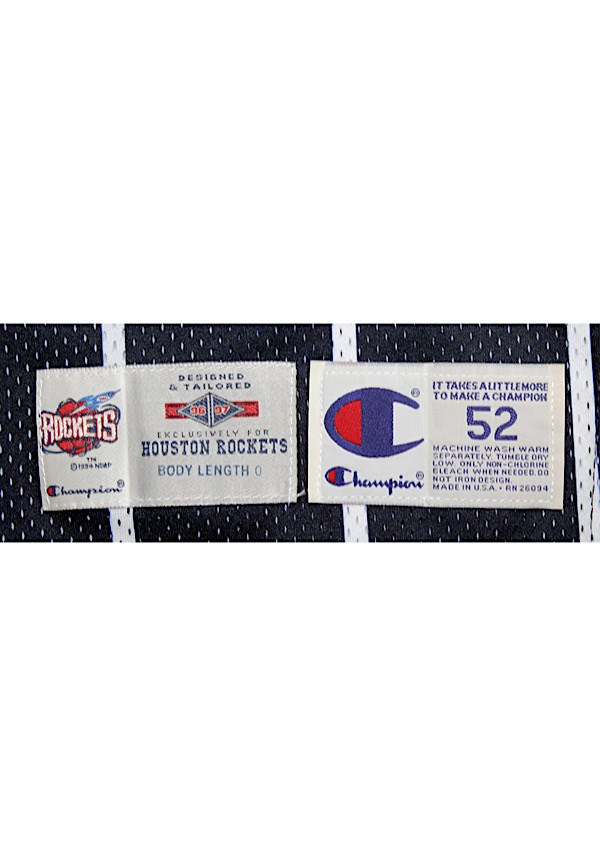 ROCKETS
TM
©1994 NBAP
Champion®
DESIGNED
& TAILORED
96 97
EXCLUSIVELY FOR
HOUSTON ROCKETS
BODY LENGTH 0
®
Champion®
IT TAKES A LITTLE MORE
TO MAKE A CHAMPION
52
MACHINE WASH WARM
SEPARATELY. TUMBLE DRY
LOW. ONLY NON-CHLORINE
BLEACH WHEN NEEDED. DO
NOT IRON DESIGN.
MADE IN U.S.A. • RN 26094